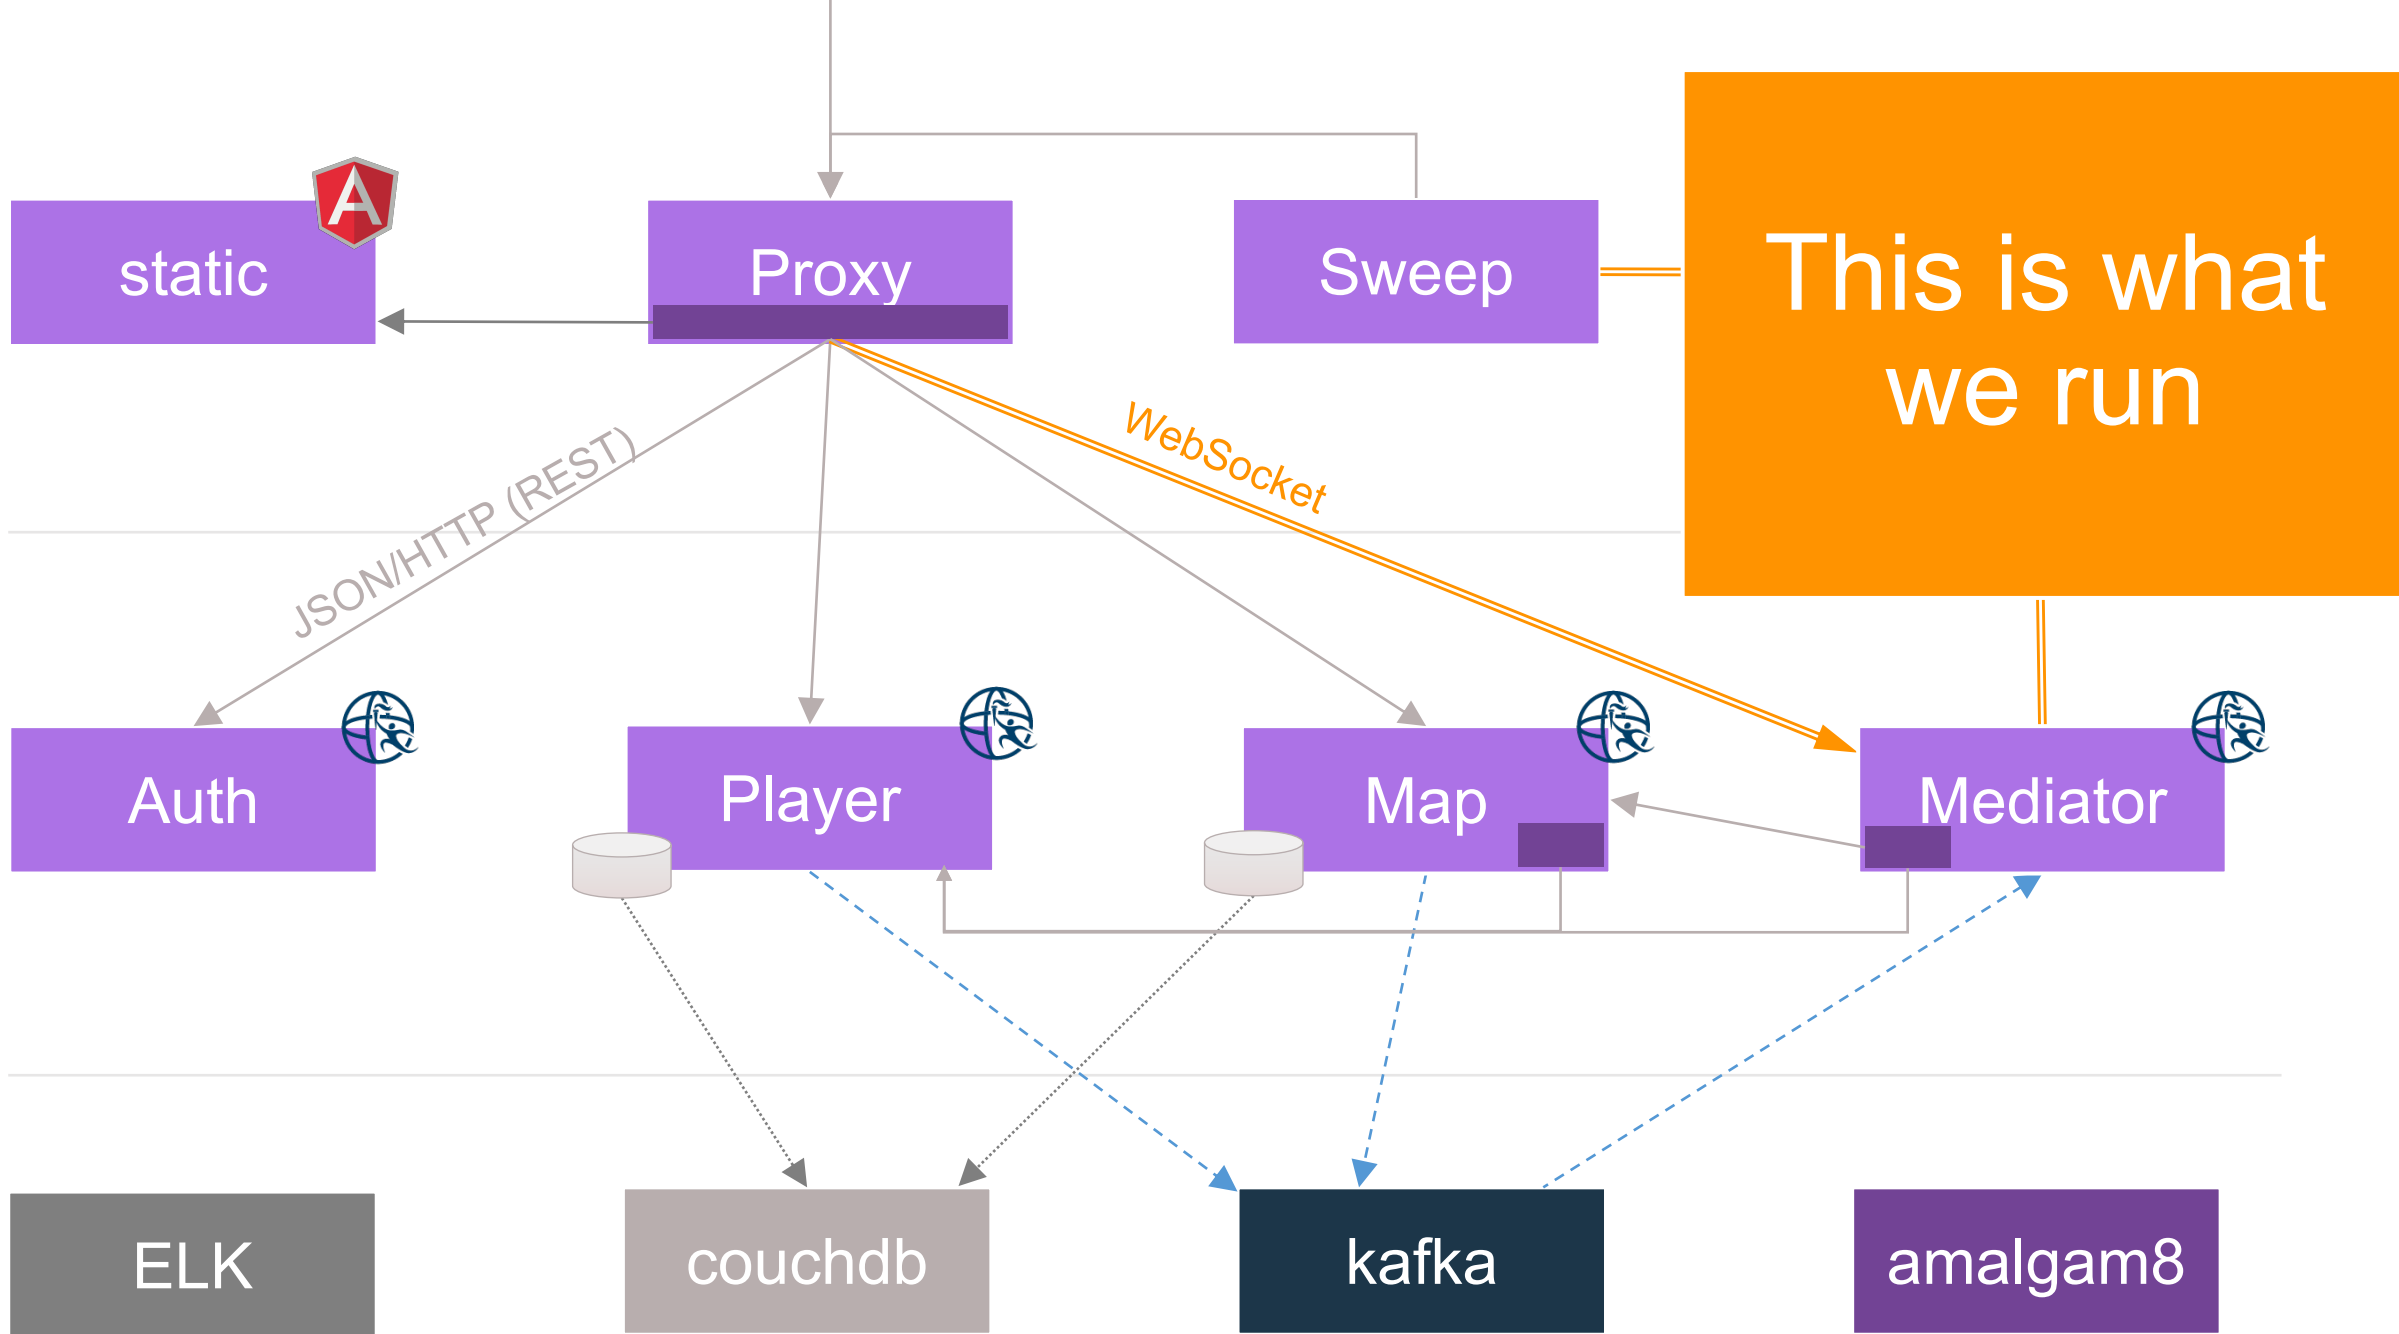 static
Proxy
Sweep
This is what
we run
JSON/HTTP (REST)
WebSocket
Auth
Player
Map
Mediator
ELK
couchdb
kafka
amalgam8